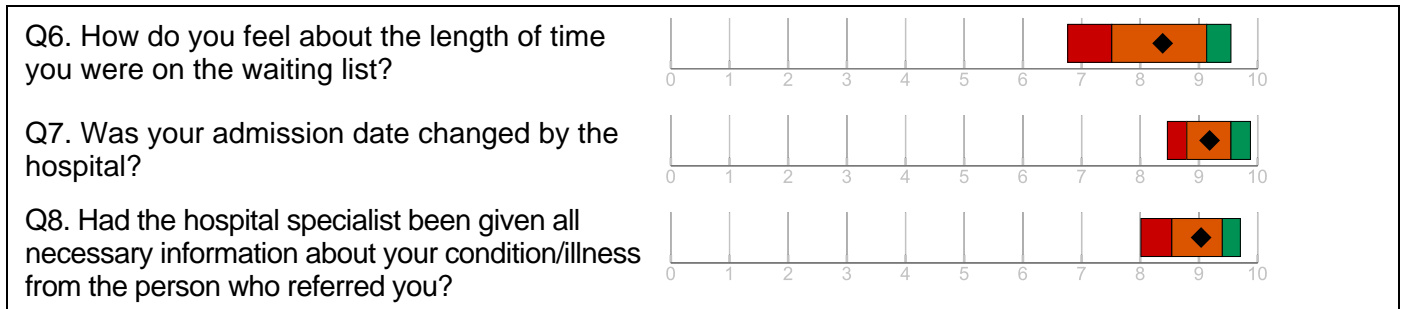 Q6. How do you feel about the length of time
you were on the waiting list?
0 1 2 3 4 5 6 7 8 9 10
Q7. Was your admission date changed by the
hospital?
0 1 2 3 4 5 6 7 8 9 10
Q8. Had the hospital specialist been given all
necessary information about your condition/illness
from the person who referred you?
0 1 2 3 4 5 6 7 8 9 10